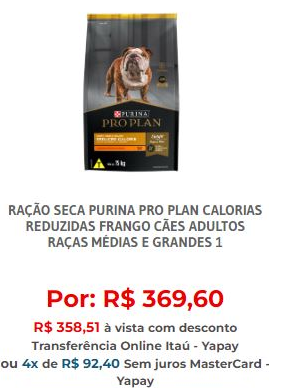 PURINA
PRO PLAN
15 kg
RAÇÃO SECA PURINA PRO PLAN CALORIAS
REDUZIDAS FRANGO CÃES ADULTOS
RAÇAS MÉDIAS E GRANDES 1
Por: R$ 369,60
R$ 358,51 à vista com desconto
Transferência Online Itaú - Yapay
ou 4x de R$ 92,40 Sem juros MasterCard -
Yapay